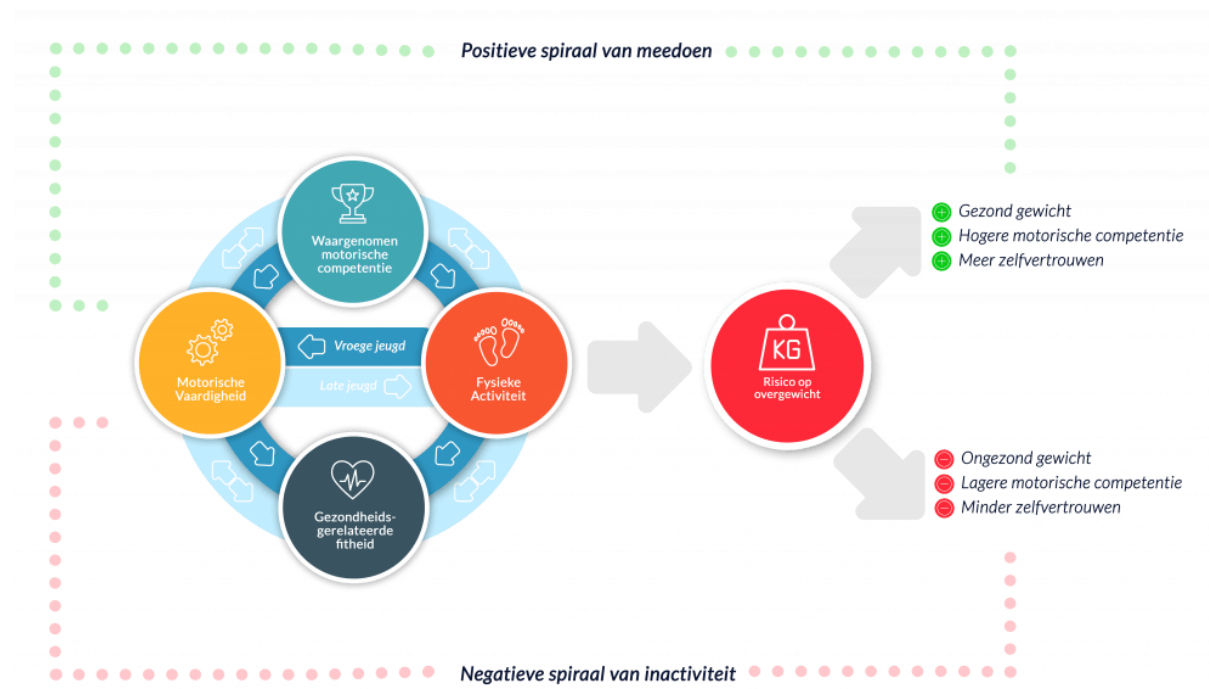 Positieve spiraal van meedoen
Waargenomen
motorische
competentie
Motorische
Vaardigheid
Vroege jeugd
Late jeugd
Fysieke
Activiteit
Gezondheids-
gerelateerde
fitheid
KG
Risico op
overgewicht
Gezond gewicht
Hogere motorische competentie
Meer zelfvertrouwen
Ongezond gewicht
Lagere motorische competentie
Minder zelfvertrouwen
Negatieve spiraal van inactiviteit